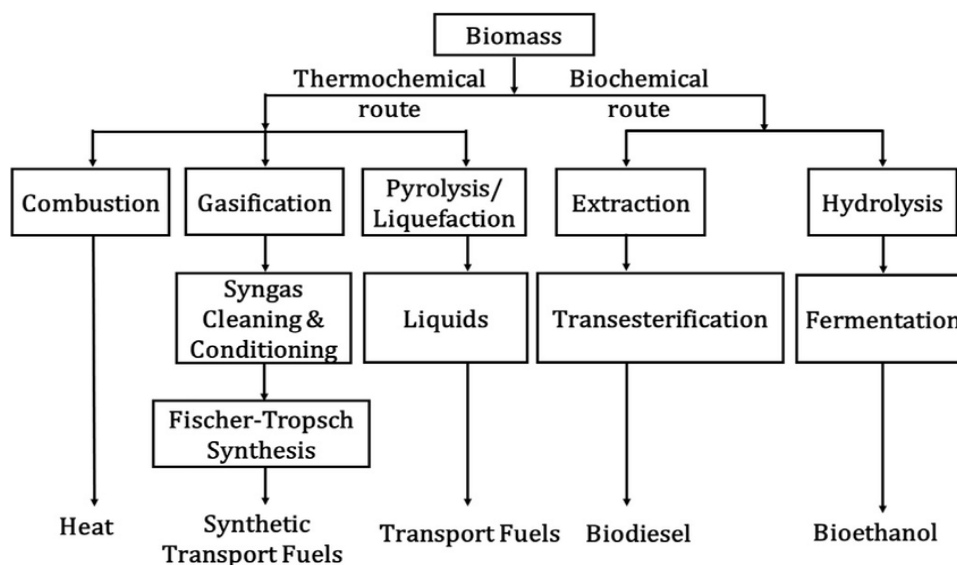 Biomass
Thermochemical
route
Biochemical
route
Combustion
Gasification
Pyrolysis/
Liquefaction
Extraction
Hydrolysis
Syngas
Cleaning &
Conditioning
Liquids
Transesterification
Fermentation
Fischer-Tropsch
Synthesis
Heat
Synthetic
Transport Fuels
Transport Fuels
Biodiesel
Bioethanol